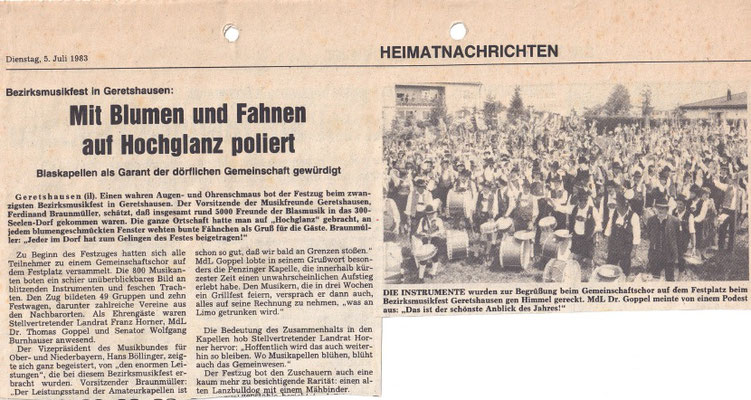 Dienstag, 5. Juli 1983
HEIMATNACHRICHTEN
Bezirksmusikfest in Geretshausen:
Mit Blumen und Fahnen
auf Hochglanz poliert
Blaskapellen als Garant der dörflichen Gemeinschaft gewürdigt
Geretshausen (il). Einen wahren Augen- und Ohrenschmaus bot der Festzug beim zwan-
zigsten Bezirksmusikfest in Geretshausen. Der Vorsitzende der Musikfreunde Geretshausen,
Ferdinand Braunmüller, schätzt, daß insgesamt rund 5000 Freunde der Blasmusik in das 300-
Seelen-Dorf gekommen waren. Die ganze Ortschaft hatte man auf „Hochglanz“ gebracht, an
jedem blumengeschmückten Fenster wehten bunte Fähnchen als Gruß für die Gäste. Braunmül-
ler: „Jeder im Dorf hat zum Gelingen des Festes beigetragen!“
Zu Beginn des Festzuges hatten sich alle
Teilnehmer zu einem Gemeinschaftschor auf
dem Festplatz versammelt. Die 800 Musikan-
ten boten ein schier unüberblickbares Bild an
blitzenden Instrumenten und feschen Trach-
ten. Den Zug bildeten 49 Gruppen und zehn
Festwagen, darunter zahlreiche Vereine aus
den Nachbarorten. Als Ehrengäste waren
Stellvertretender Landrat Franz Horner, MdL
Dr. Thomas Goppel und Senator Wolfgang
Burnhauser anwesend.
Der Vizepräsident des Musikbundes für
Ober- und Niederbayern, Hans Böllinger, zeig-
te sich ganz begeistert, von „den enormen Lei-
stungen“, die bei diesem Bezirksmusikfest er-
bracht wurden. Vorsitzender Braunmüller:
„Der Leistungsstand der Amateurkapellen ist
schon so gut, daß wir bald an Grenzen stoßen.“
MdL Goppel lobte in seinem Grußwort beson-
ders die Penzinger Kapelle, die innerhalb kür-
zester Zeit einen unwahrscheinlichen Aufstieg
erlebt habe. Den Musikern, die in drei Wochen
ein Grillfest feiern, versprach er dann auch,
alles auf seine Rechnung zu nehmen, „was an
Limo getrunken wird.“
Die Bedeutung des Zusammenhalts in den
Kapellen hob Stellvertretender Landrat Hor-
ner hervor: „Hoffentlich wird das auch weiter-
hin so bleiben. Wo Musikapellen blühen, blüht
auch das Gemeinwesen.“
Der Festzug bot den Zuschauern auch eine
kaum mehr zu besichtigende Rarität: einen al-
ten Lanzbulldog mit einem Mähbinder.
DIE INSTRUMENTE wurden zur Begrüßung beim Gemeinschaftschor auf dem Festplatz beim
Bezirksmusikfest Geretshausen gen Himmel gereckt. MdL Dr. Goppel meinte von einem Podest
aus: „Das ist der schönste Anblick des Jahres!“